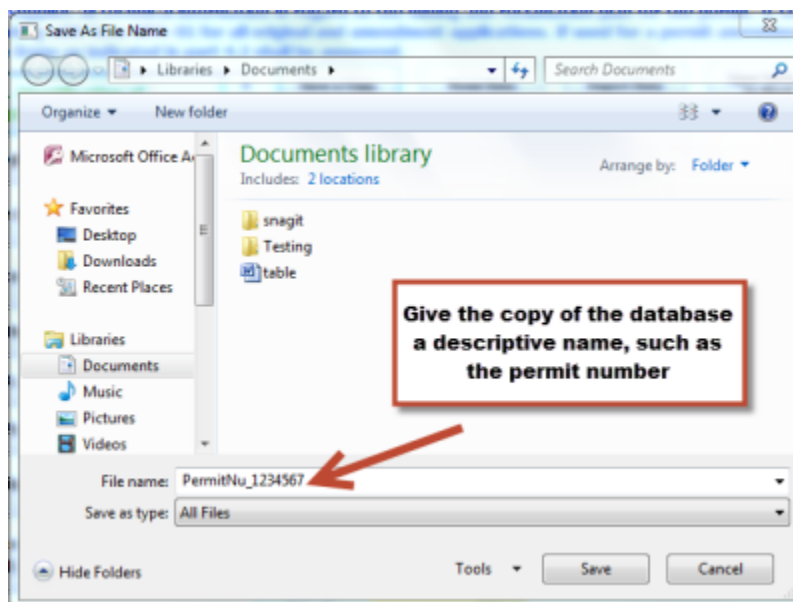 Save As File Name
Libraries Documents
Search Documents
Organize New folder
Microsoft Office A
Favorites
Desktop
Downloads
Recent Places
Libraries
Documents
Music
Pictures
Videos
Documents library
Includes: 2 locations
Arrange by: Folder
snagit
Testing
table
Give the copy of the database
a descriptive name, such as
the permit number
File name: PermitNu_1234567
Save as type: All Files
Hide Folders
Tools Save Cancel